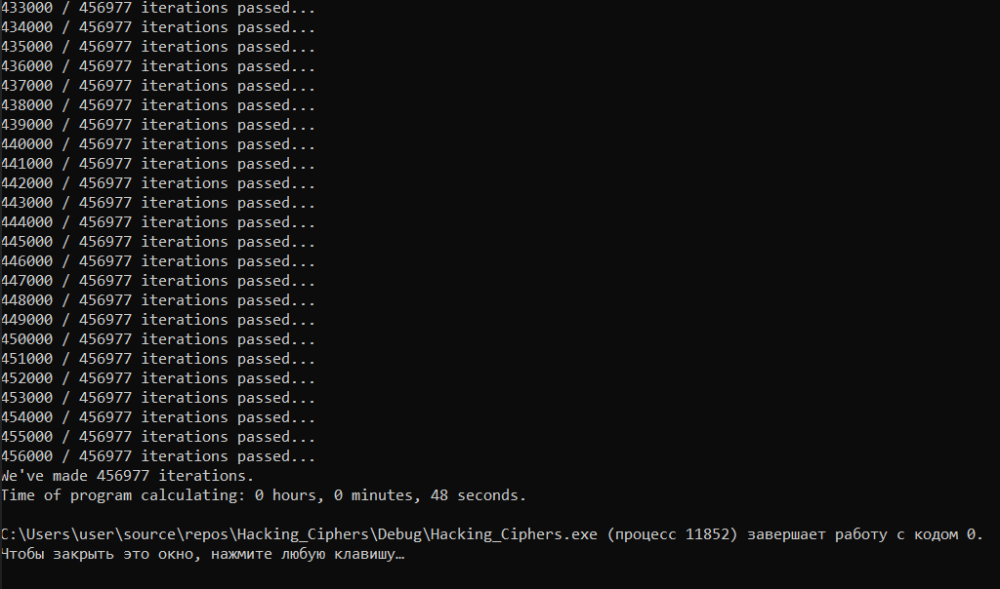 433000 / 456977 iterations passed...
434000 / 456977 iterations passed...
435000 / 456977 iterations passed...
436000 / 456977 iterations passed...
437000 / 456977 iterations passed...
438000 / 456977 iterations passed...
439000 / 456977 iterations passed...
440000 / 456977 iterations passed...
441000 / 456977 iterations passed...
442000 / 456977 iterations passed...
443000 / 456977 iterations passed...
444000 / 456977 iterations passed...
445000 / 456977 iterations passed...
446000 / 456977 iterations passed...
447000 / 456977 iterations passed...
448000 / 456977 iterations passed...
449000 / 456977 iterations passed...
450000 / 456977 iterations passed...
451000 / 456977 iterations passed...
452000 / 456977 iterations passed...
453000 / 456977 iterations passed...
454000 / 456977 iterations passed...
455000 / 456977 iterations passed...
456000 / 456977 iterations passed...
We've made 456977 iterations.
Time of program calculating: 0 hours, 0 minutes, 48 seconds.
C:\Users\user\source\repos\Hacking_Ciphers\Debug\Hacking_Ciphers.exe (процесс 11852) завершает работу с кодом 0.
Чтобы закрыть это окно, нажмите любую клавишу…